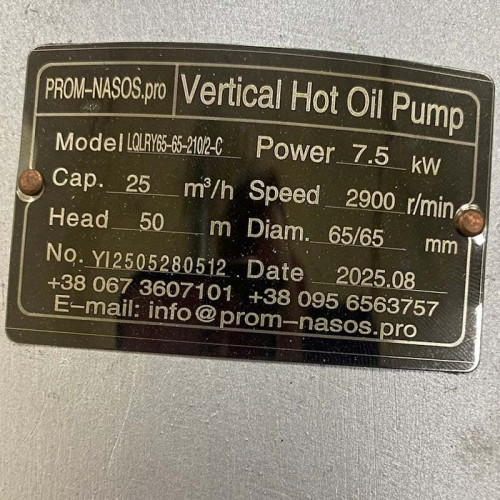 PROM-NASOS.pro Vertical Hot Oil Pump
Model LQLRY65-65-210/2-C Power 7.5 kW
Cap. 25 m³/h Speed 2900 r/min
Head 50 m Diam. 65/65 mm
No. YI2505280512 Date 2025.08
+38 067 3607101 +38 095 6563757
E-mail: info@prom-nasos.pro